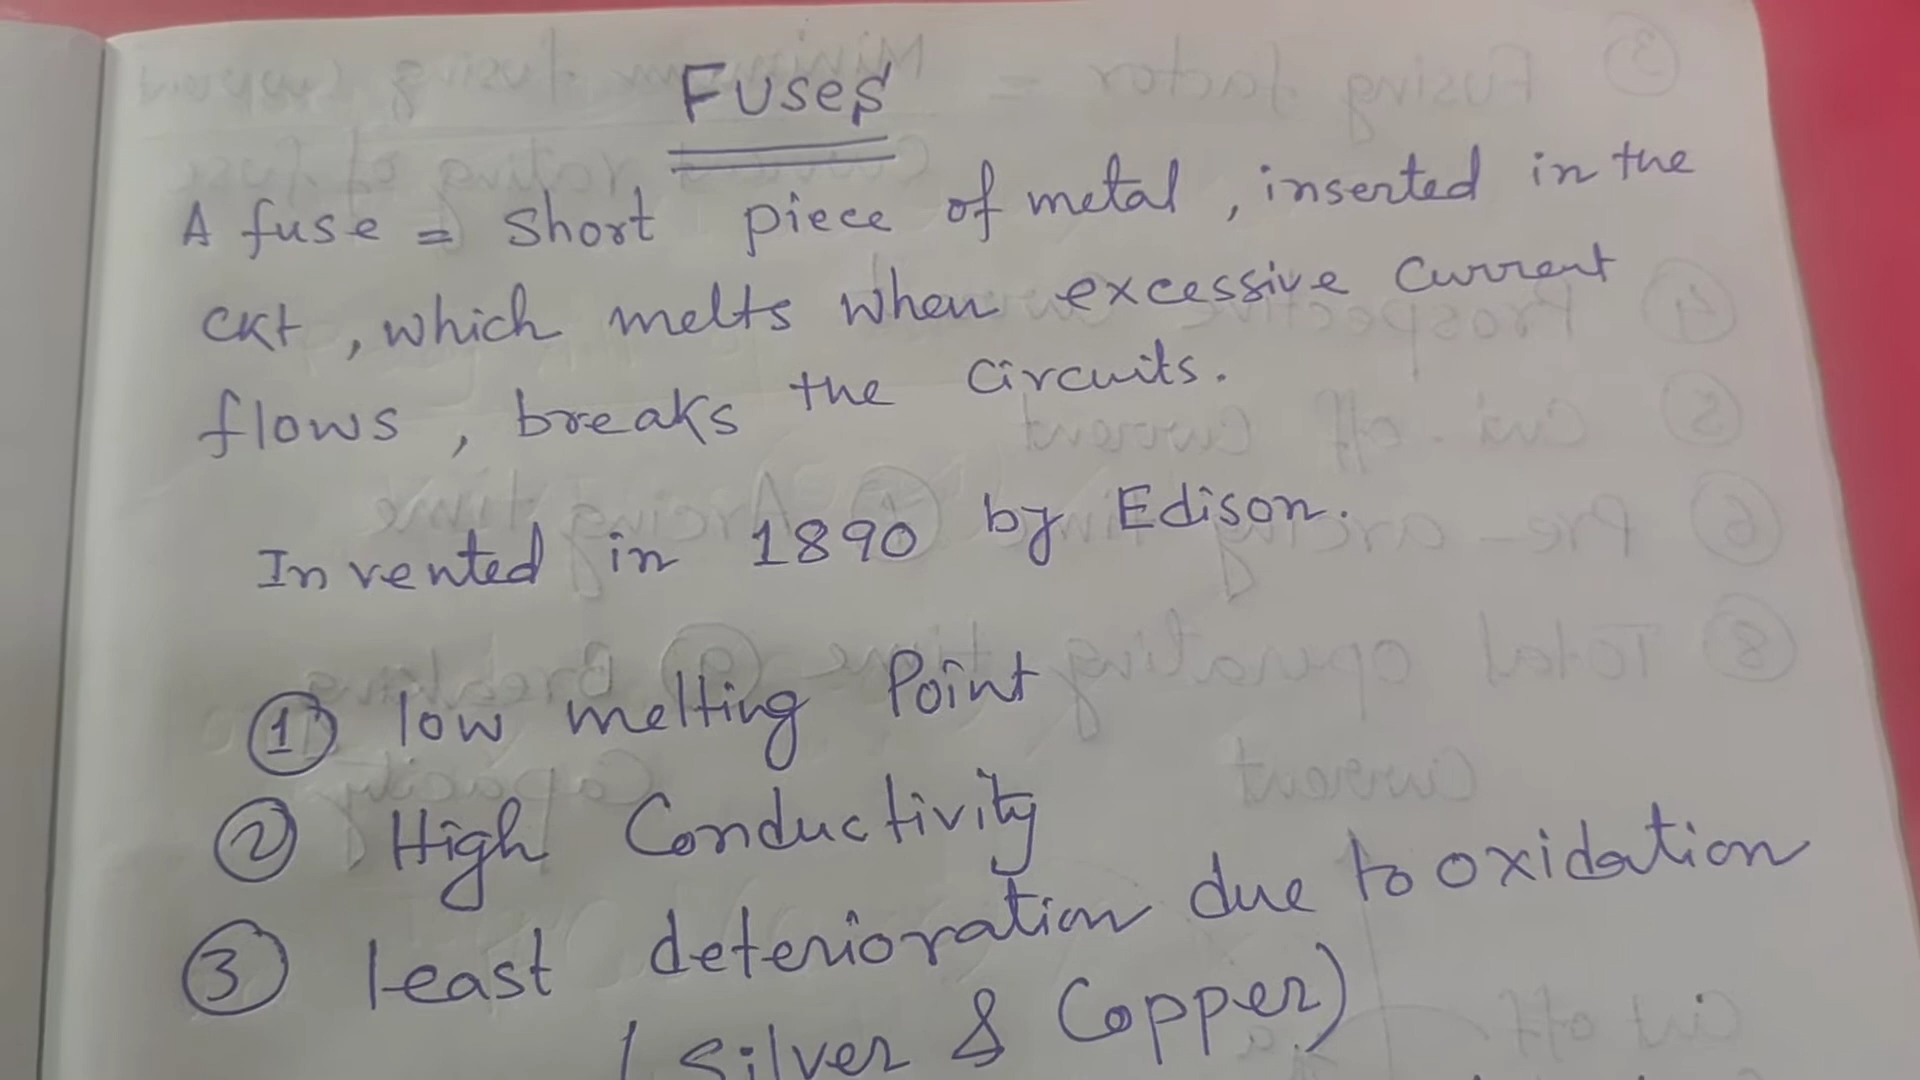 Fuses
A fuse = Short piece of metal, inserted in the
ckt, which melts when excessive Current
flows, breaks the Circuits.
Invented in 1890 by Edison.
① low melting Point
② High Conductivity
③ least deterioration due to oxidation
(Silver & Copper)